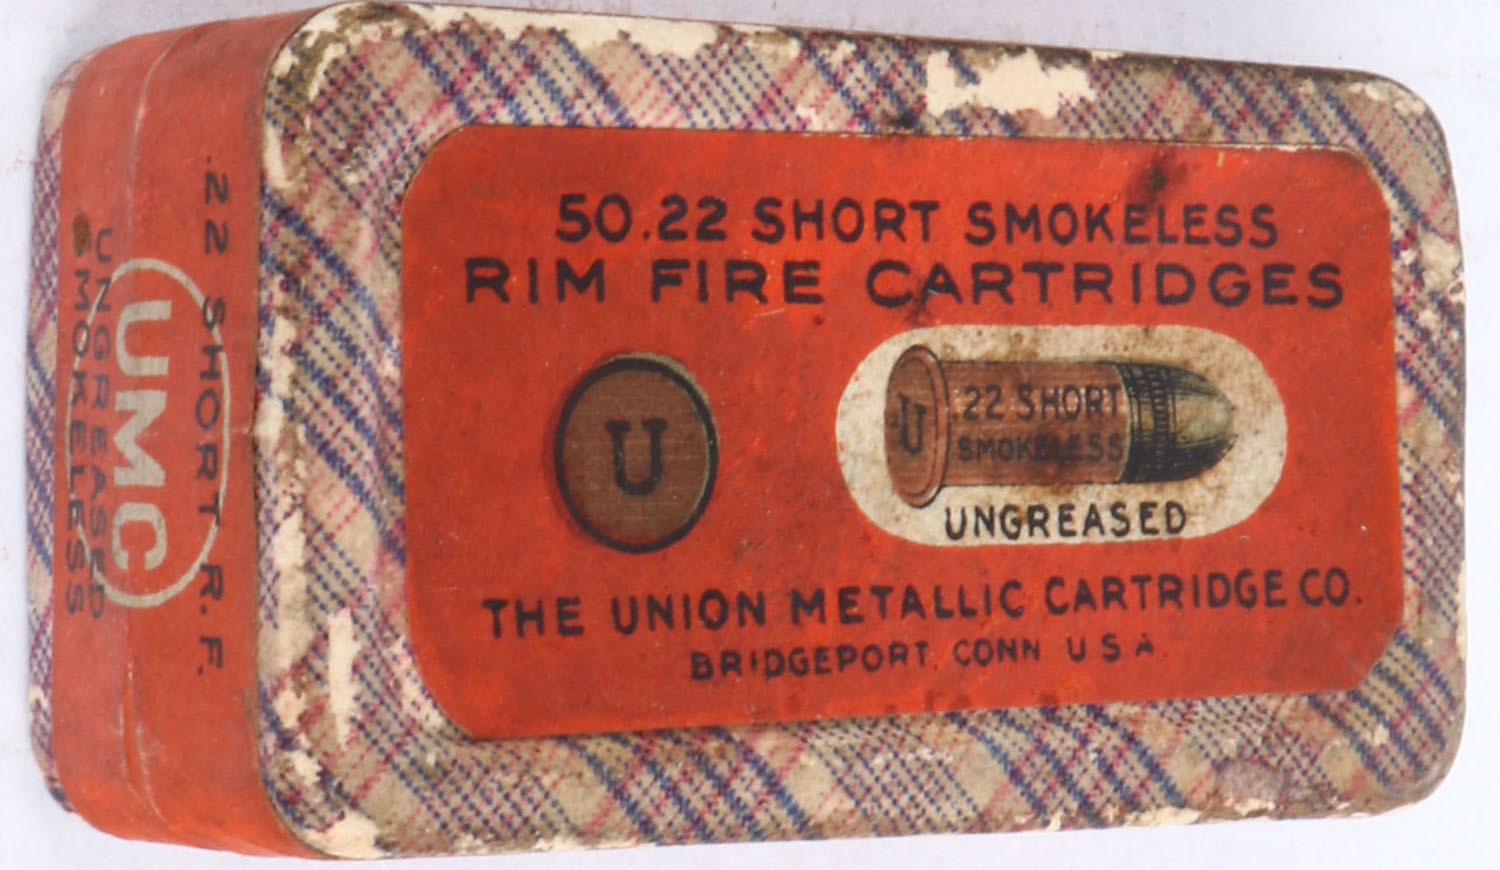 50 .22 SHORT SMOKELESS
RIM FIRE CARTRIDGES
U
U
.22 SHORT
SMOKELESS
UNGREASED
THE UNION METALLIC CARTRIDGE CO.
BRIDGEPORT, CONN U S A.
.22 SHORT R. F.
UMC
UNGREASED
SMOKELESS